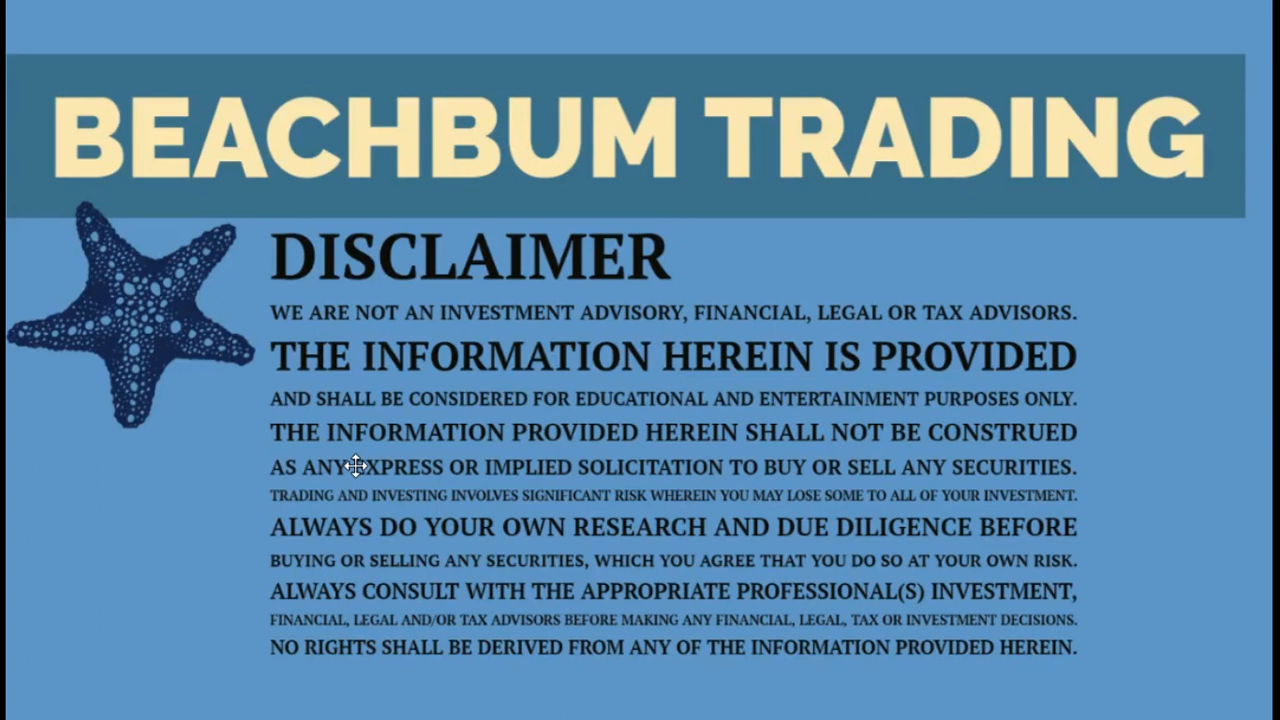 BEACHBUM TRADING
DISCLAIMER
WE ARE NOT AN INVESTMENT ADVISORY, FINANCIAL, LEGAL OR TAX ADVISORS.
THE INFORMATION HEREIN IS PROVIDED
AND SHALL BE CONSIDERED FOR EDUCATIONAL AND ENTERTAINMENT PURPOSES ONLY.
THE INFORMATION PROVIDED HEREIN SHALL NOT BE CONSTRUED
AS ANY EXPRESS OR IMPLIED SOLICITATION TO BUY OR SELL ANY SECURITIES.
TRADING AND INVESTING INVOLVES SIGNIFICANT RISK WHEREIN YOU MAY LOSE SOME TO ALL OF YOUR INVESTMENT.
ALWAYS DO YOUR OWN RESEARCH AND DUE DILIGENCE BEFORE
BUYING OR SELLING ANY SECURITIES, WHICH YOU AGREE THAT YOU DO SO AT YOUR OWN RISK.
ALWAYS CONSULT WITH THE APPROPRIATE PROFESSIONAL(S) INVESTMENT,
FINANCIAL, LEGAL AND/OR TAX ADVISORS BEFORE MAKING ANY FINANCIAL, LEGAL, TAX OR INVESTMENT DECISIONS.
NO RIGHTS SHALL BE DERIVED FROM ANY OF THE INFORMATION PROVIDED HEREIN.